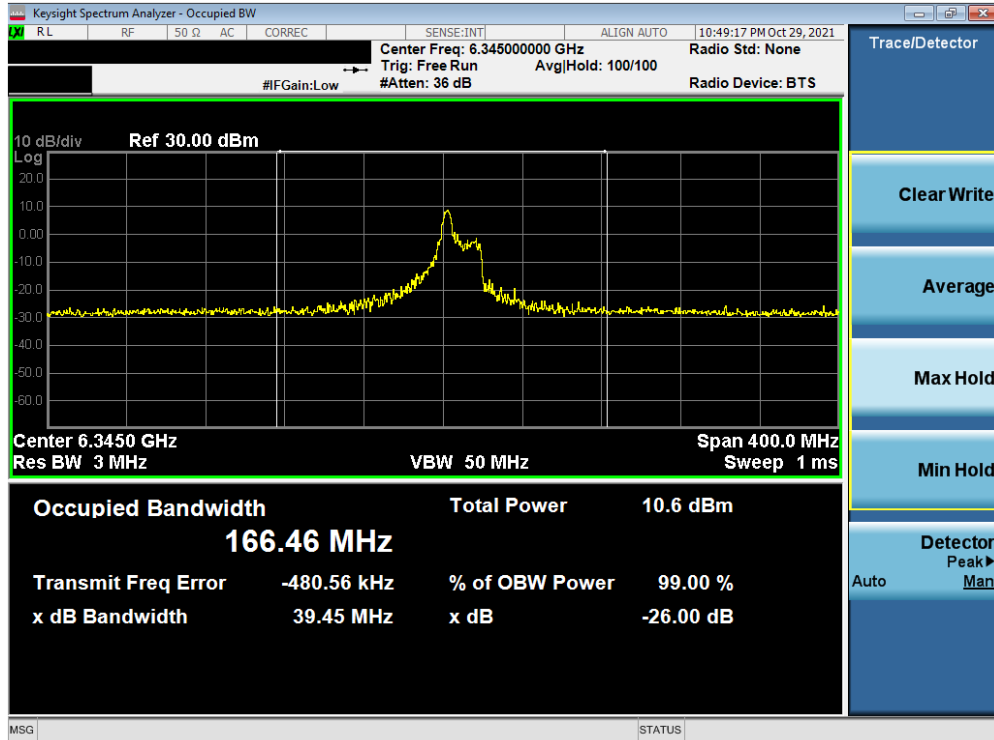 Keysight Spectrum Analyzer - Occupied BW
LXI RL RF 50 Ω AC CORREC SENSE:INT ALIGN AUTO 10:49:17 PM Oct 29, 2021
Center Freq: 6.345000000 GHz Radio Std: None
Trig: Free Run Avg|Hold: 100/100
#IFGain:Low #Atten: 36 dB Radio Device: BTS
10 dB/div Ref 30.00 dBm
Log
20.0
10.0
0.00
-10.0
-20.0
-30.0
-40.0
-50.0
-60.0
Center 6.3450 GHz Span 400.0 MHz
Res BW 3 MHz VBW 50 MHz Sweep 1 ms
Occupied Bandwidth Total Power 10.6 dBm
166.46 MHz
Transmit Freq Error -480.56 kHz % of OBW Power 99.00 %
x dB Bandwidth 39.45 MHz x dB -26.00 dB
Trace/Detector
Clear Write
Average
Max Hold
Min Hold
Detector
Peak▶
Auto Man
MSG STATUS